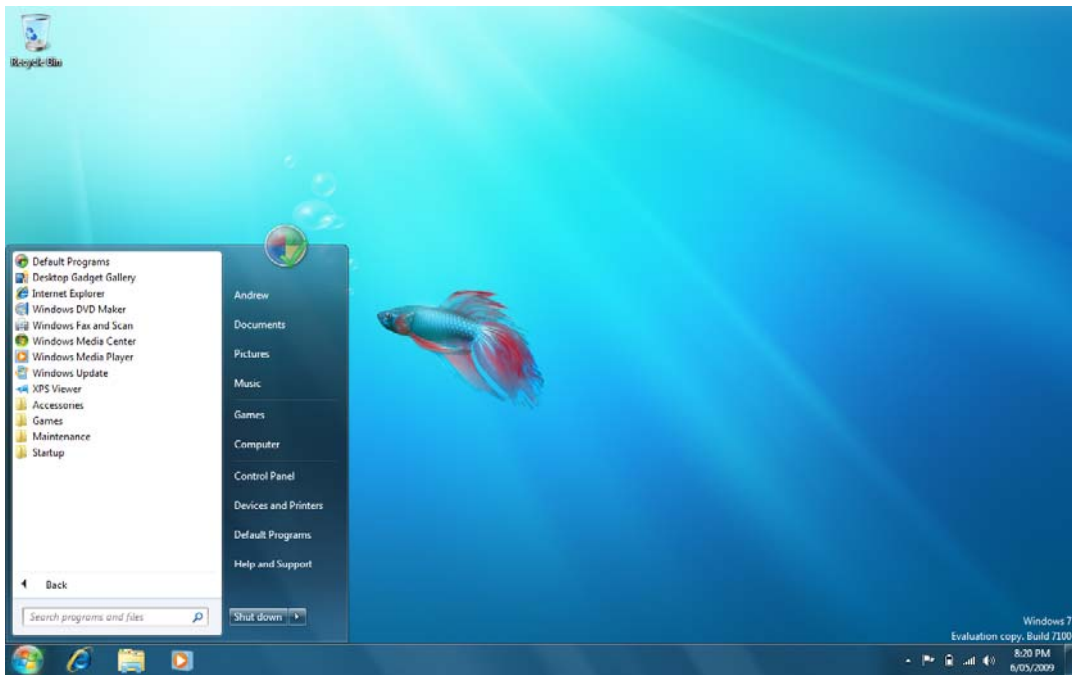 Recycle Bin
Default Programs
Desktop Gadget Gallery
Internet Explorer
Windows DVD Maker
Windows Fax and Scan
Windows Media Center
Windows Media Player
Windows Update
XPS Viewer
Accessories
Games
Maintenance
Startup
Back
Search programs and files
Andrew
Documents
Pictures
Music
Games
Computer
Control Panel
Devices and Printers
Default Programs
Help and Support
Shut down
Windows 7
Evaluation copy. Build 7100
8:20 PM
6/05/2009